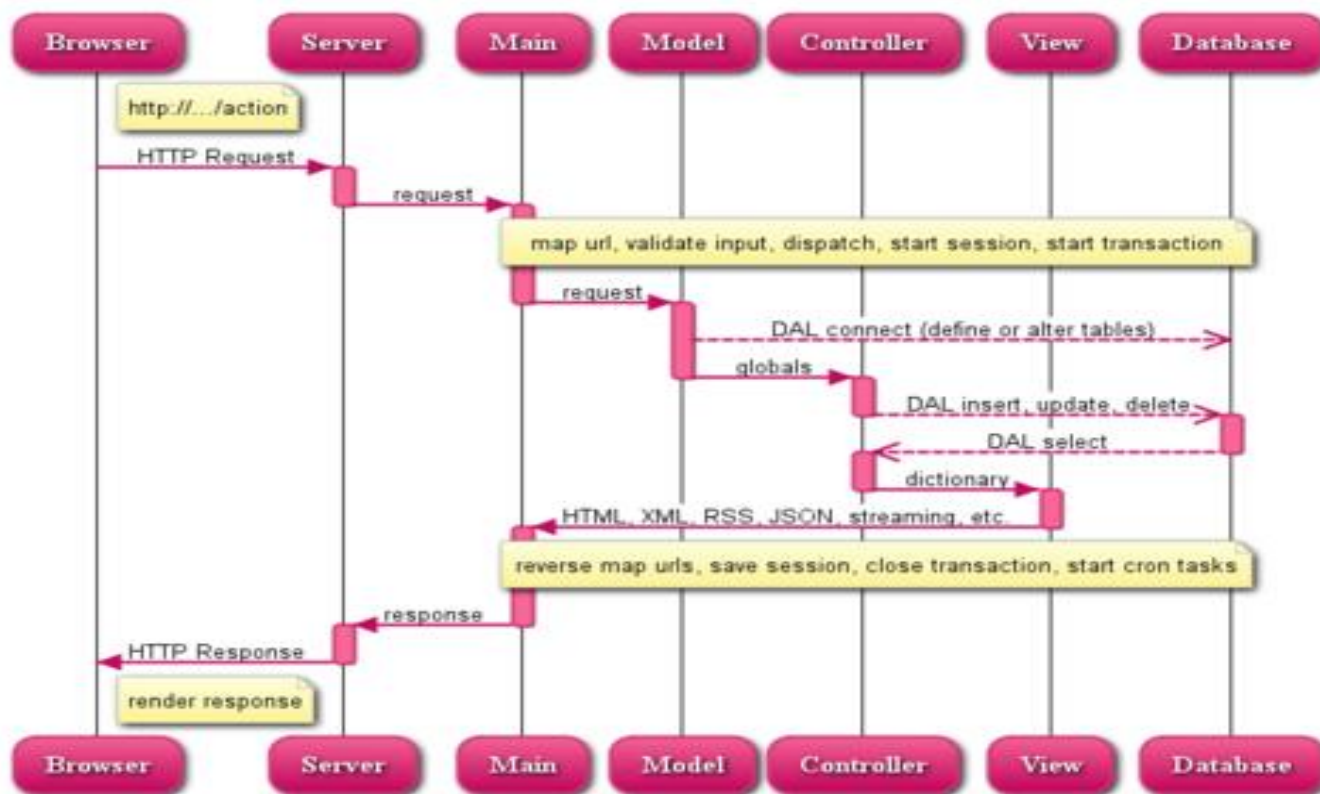 Browser Server Main Model Controller View Database
http://.../action
HTTP Request
request
map url, validate input, dispatch, start session, start transaction
request
DAL connect (define or alter tables)
globals
DAL insert, update, delete
DAL select
dictionary
HTML, XML, RSS, JSON, streaming, etc.
reverse map urls, save session, close transaction, start cron tasks
response
HTTP Response
render response
Browser Server Main Model Controller View Database